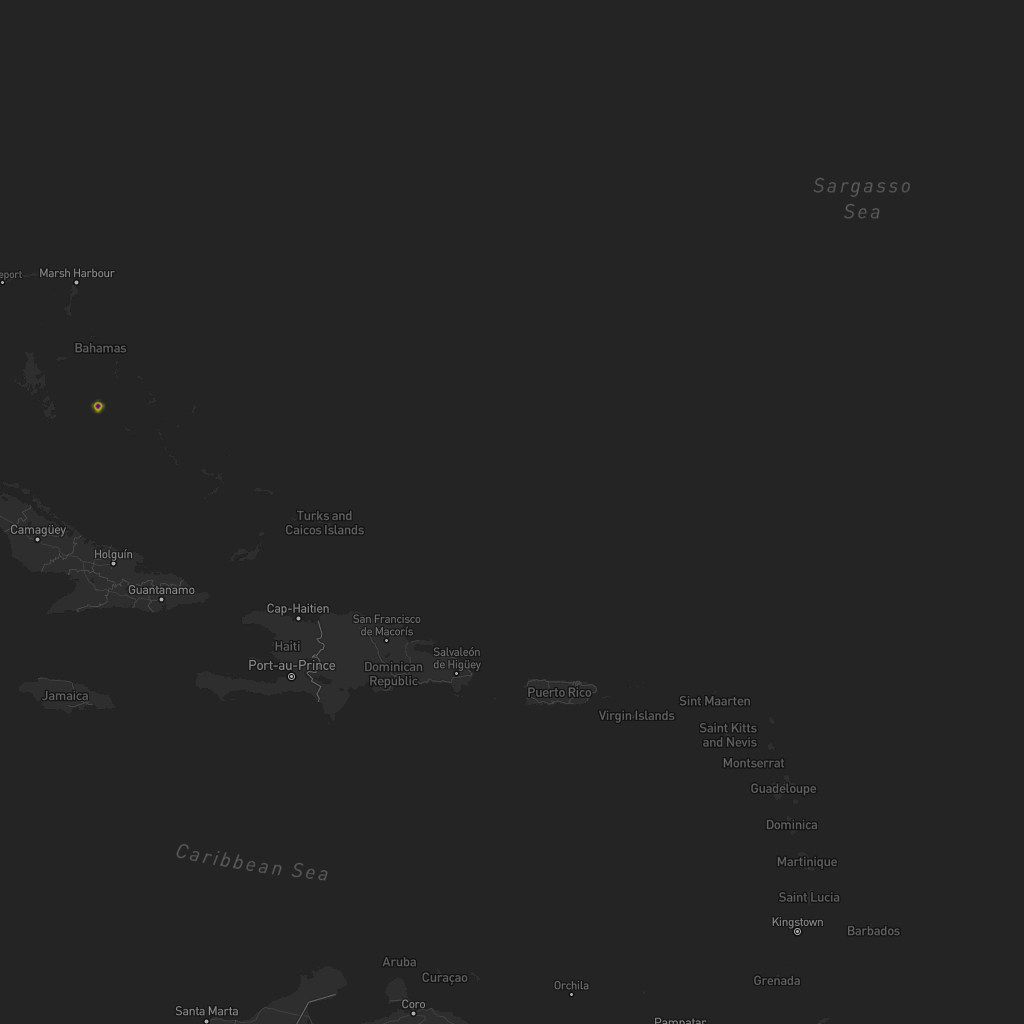 Sargasso
Sea
eport
Marsh Harbour
Bahamas
Turks and
Caicos Islands
Camagüey
Holguín
Guantanamo
Cap-Haitien
San Francisco
de Macorís
Haiti
Port-au-Prince
Salvaleón
de Higüey
Dominican
Republic
Jamaica
Puerto Rico
Sint Maarten
Virgin Islands
Saint Kitts
and Nevis
Montserrat
Guadeloupe
Dominica
Caribbean Sea
Martinique
Saint Lucia
Kingstown
Barbados
Aruba
Curaçao
Orchila
Grenada
Santa Marta
Coro
Pampatar